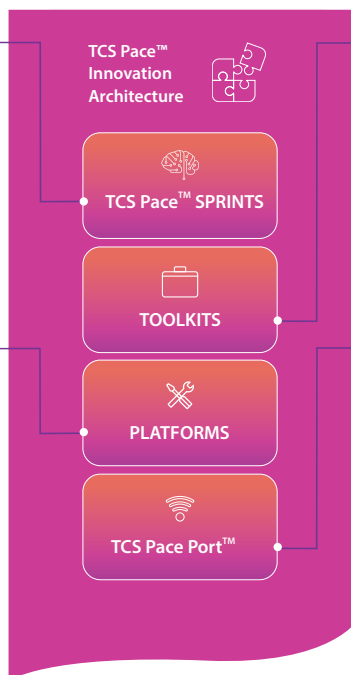 TCS Pace™
Innovation
Architecture
TCS Pace™ SPRINTS
TOOLKITS
PLATFORMS
TCS Pace Port™